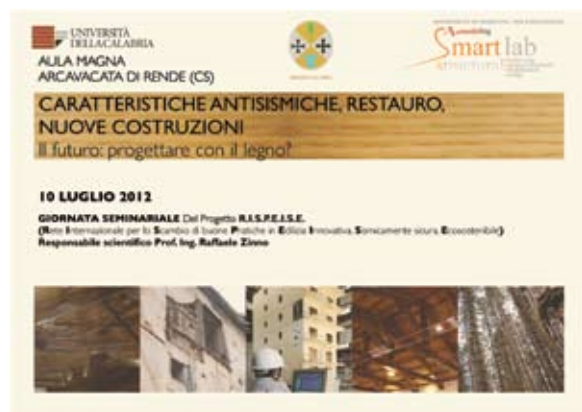 UNIVERSITÀ
DELLA CALABRIA
AULA MAGNA
ARCAVACATA DI RENDE (CS)
Smart lab
CARATTERISTICHE ANTISISMICHE, RESTAURO,
NUOVE COSTRUZIONI
Il futuro: progettare con il legno?
10 LUGLIO 2012
GIORNATA SEMINARIALE Del Progetto R.I.S.P.E.I.S.E.
(Rete Internazionale per lo Scambio di buone Pratiche in Edilizia Innovativa, Sismicamente sicura, Ecosostenibile)
Responsabile scientifico Prof. Ing. Raffaele Zinno